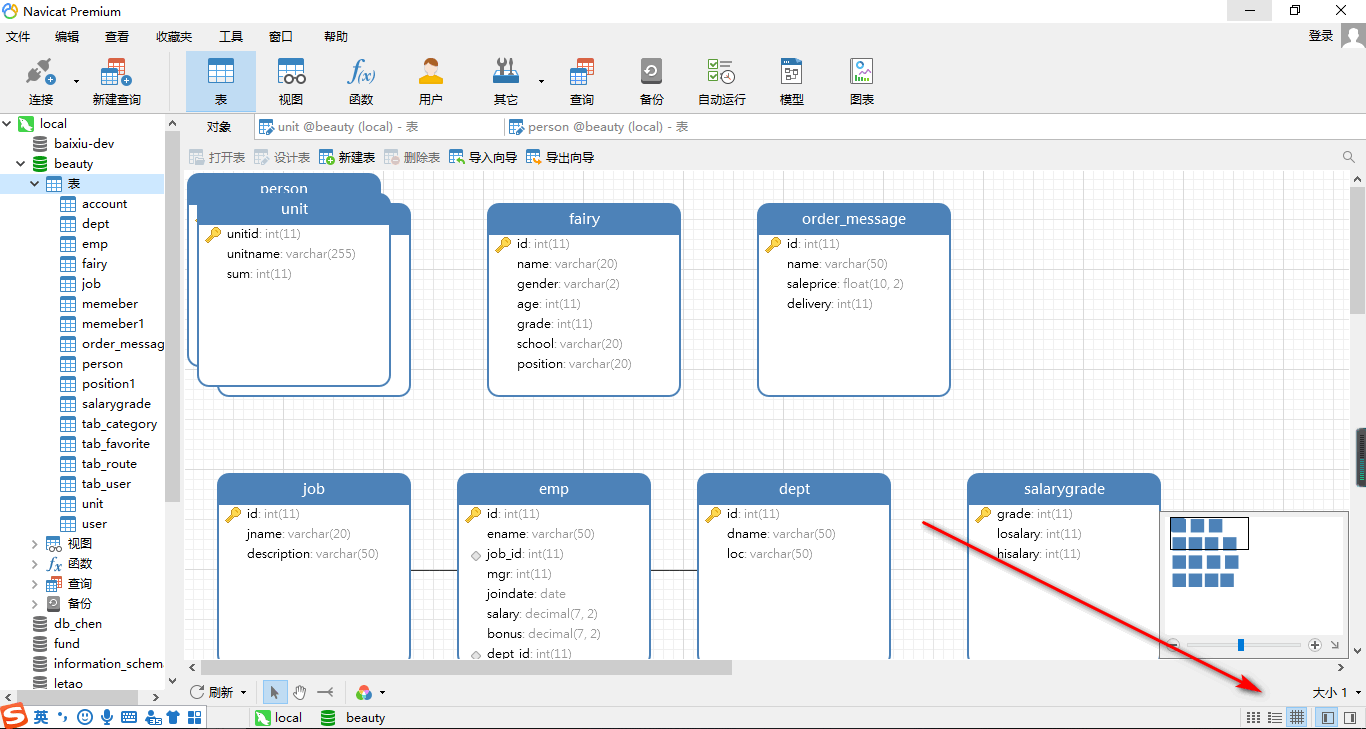 Navicat Premium
文件 编辑 查看 收藏夹 工具 窗口 帮助
登录
连接 新建查询 表 视图 函数 用户 其它 查询 备份 自动运行 模型 图表
f(x)
对象 unit @beauty (local) - 表 person @beauty (local) - 表
打开表 设计表 新建表 删除表 导入向导 导出向导
local
baixiu-dev
beauty
表
account
dept
emp
fairy
job
memeber
memeber1
order_messag
person
position1
salarygrade
tab_category
tab_favorite
tab_route
tab_user
unit
user
视图
fx 函数
查询
备份
db_chen
fund
information_schem
letao
person
unit
unitid: int(11)
unitname: varchar(255)
sum: int(11)
fairy
id: int(11)
name: varchar(20)
gender: varchar(2)
age: int(11)
grade: int(11)
school: varchar(20)
position: varchar(20)
order_message
id: int(11)
name: varchar(50)
saleprice: float(10, 2)
delivery: int(11)
job
id: int(11)
jname: varchar(20)
description: varchar(50)
emp
id: int(11)
ename: varchar(50)
job_id: int(11)
mgr: int(11)
joindate: date
salary: decimal(7, 2)
bonus: decimal(7, 2)
dept_id: int(11)
dept
id: int(11)
dname: varchar(50)
loc: varchar(50)
salarygrade
grade: int(11)
losalary: int(11)
hisalary: int(11)
刷新
大小 1
S 英
local beauty